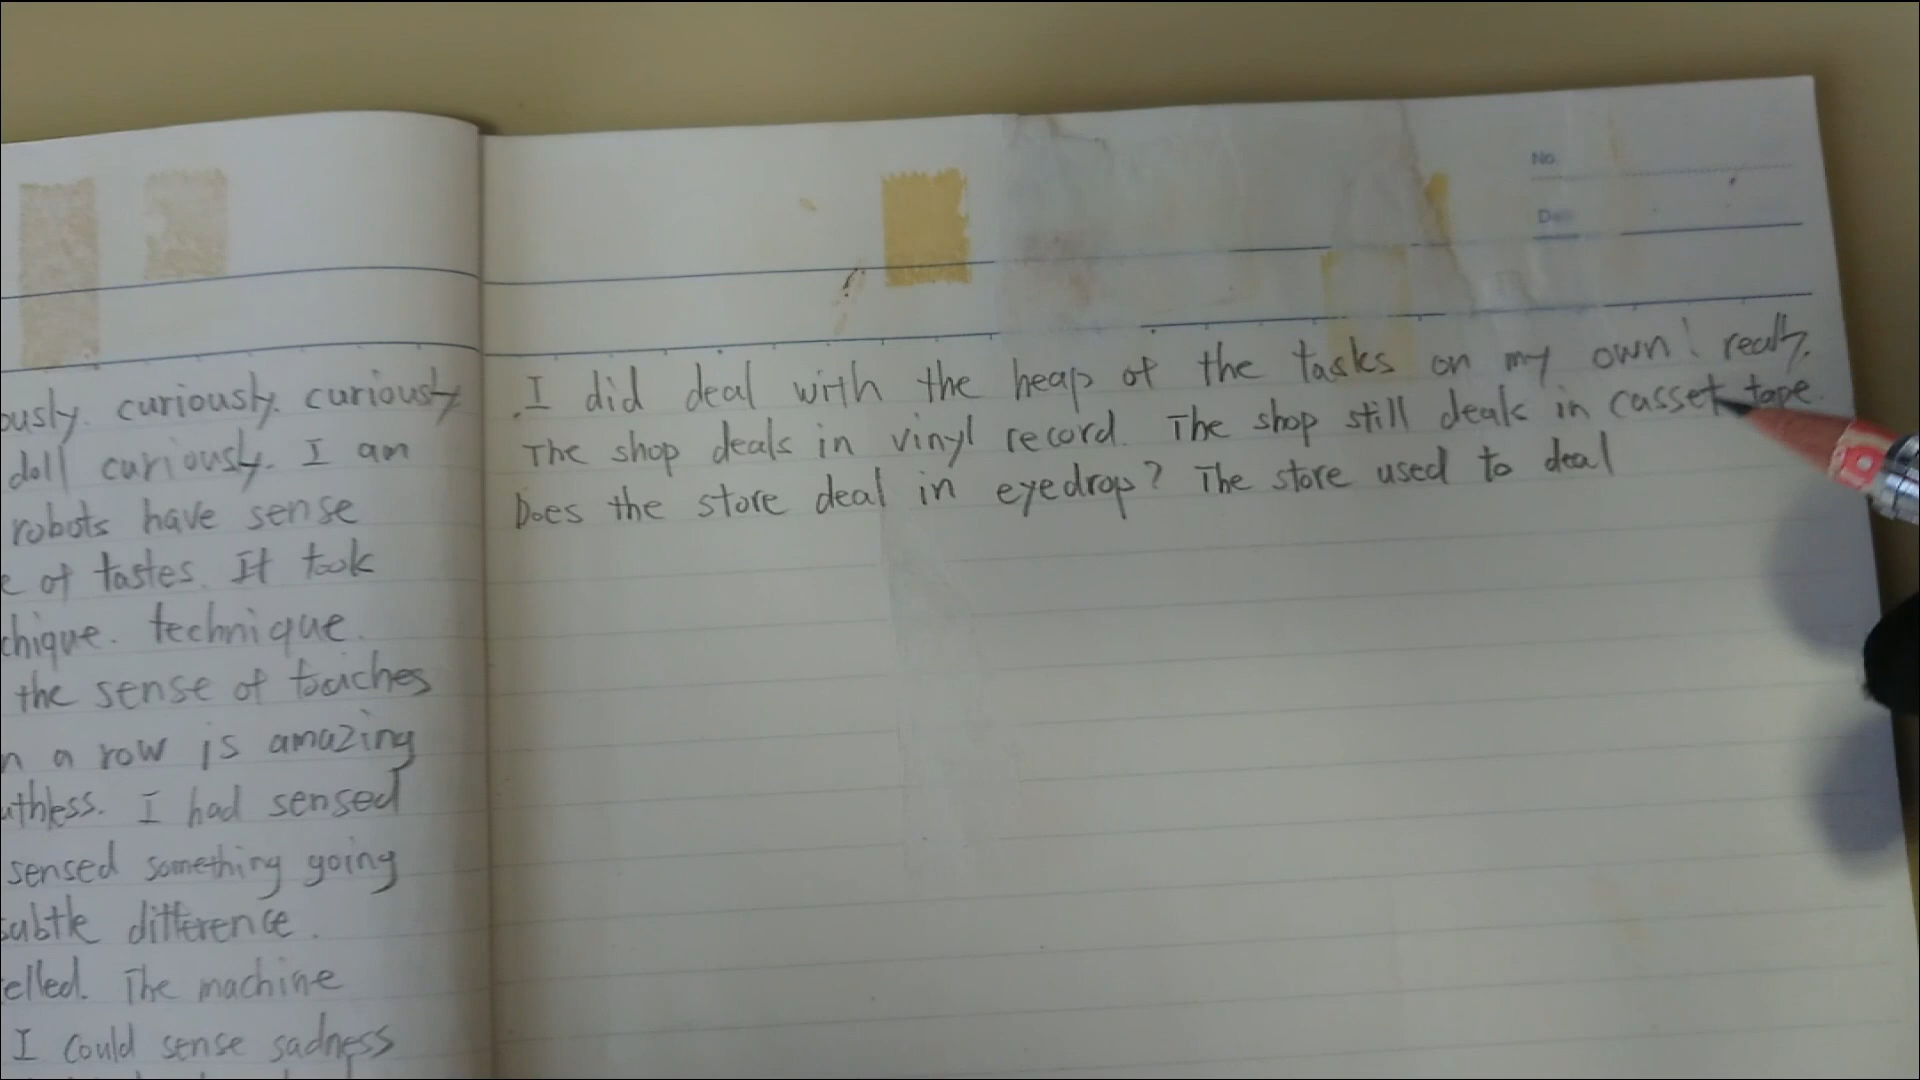 ously. curiously. curiously
doll curiously. I am
robots have sense
e of tastes. It took
chique. technique.
the sense of touches
n a row is amazing
uthless. I had sensed
sensed something going
subtle difference.
elled. The machine
I could sense sadness
No.
.I did deal with the heap of the tasks on my own! really.
The shop deals in vinyl record. The shop still deals in casset tape.
Does the store deal in eyedrop? The store used to deal